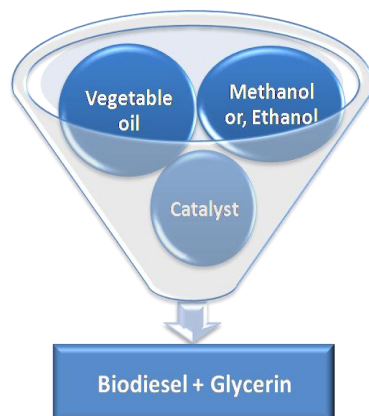 Vegetable
oil
Methanol
or, Ethanol
Catalyst
Biodiesel + Glycerin